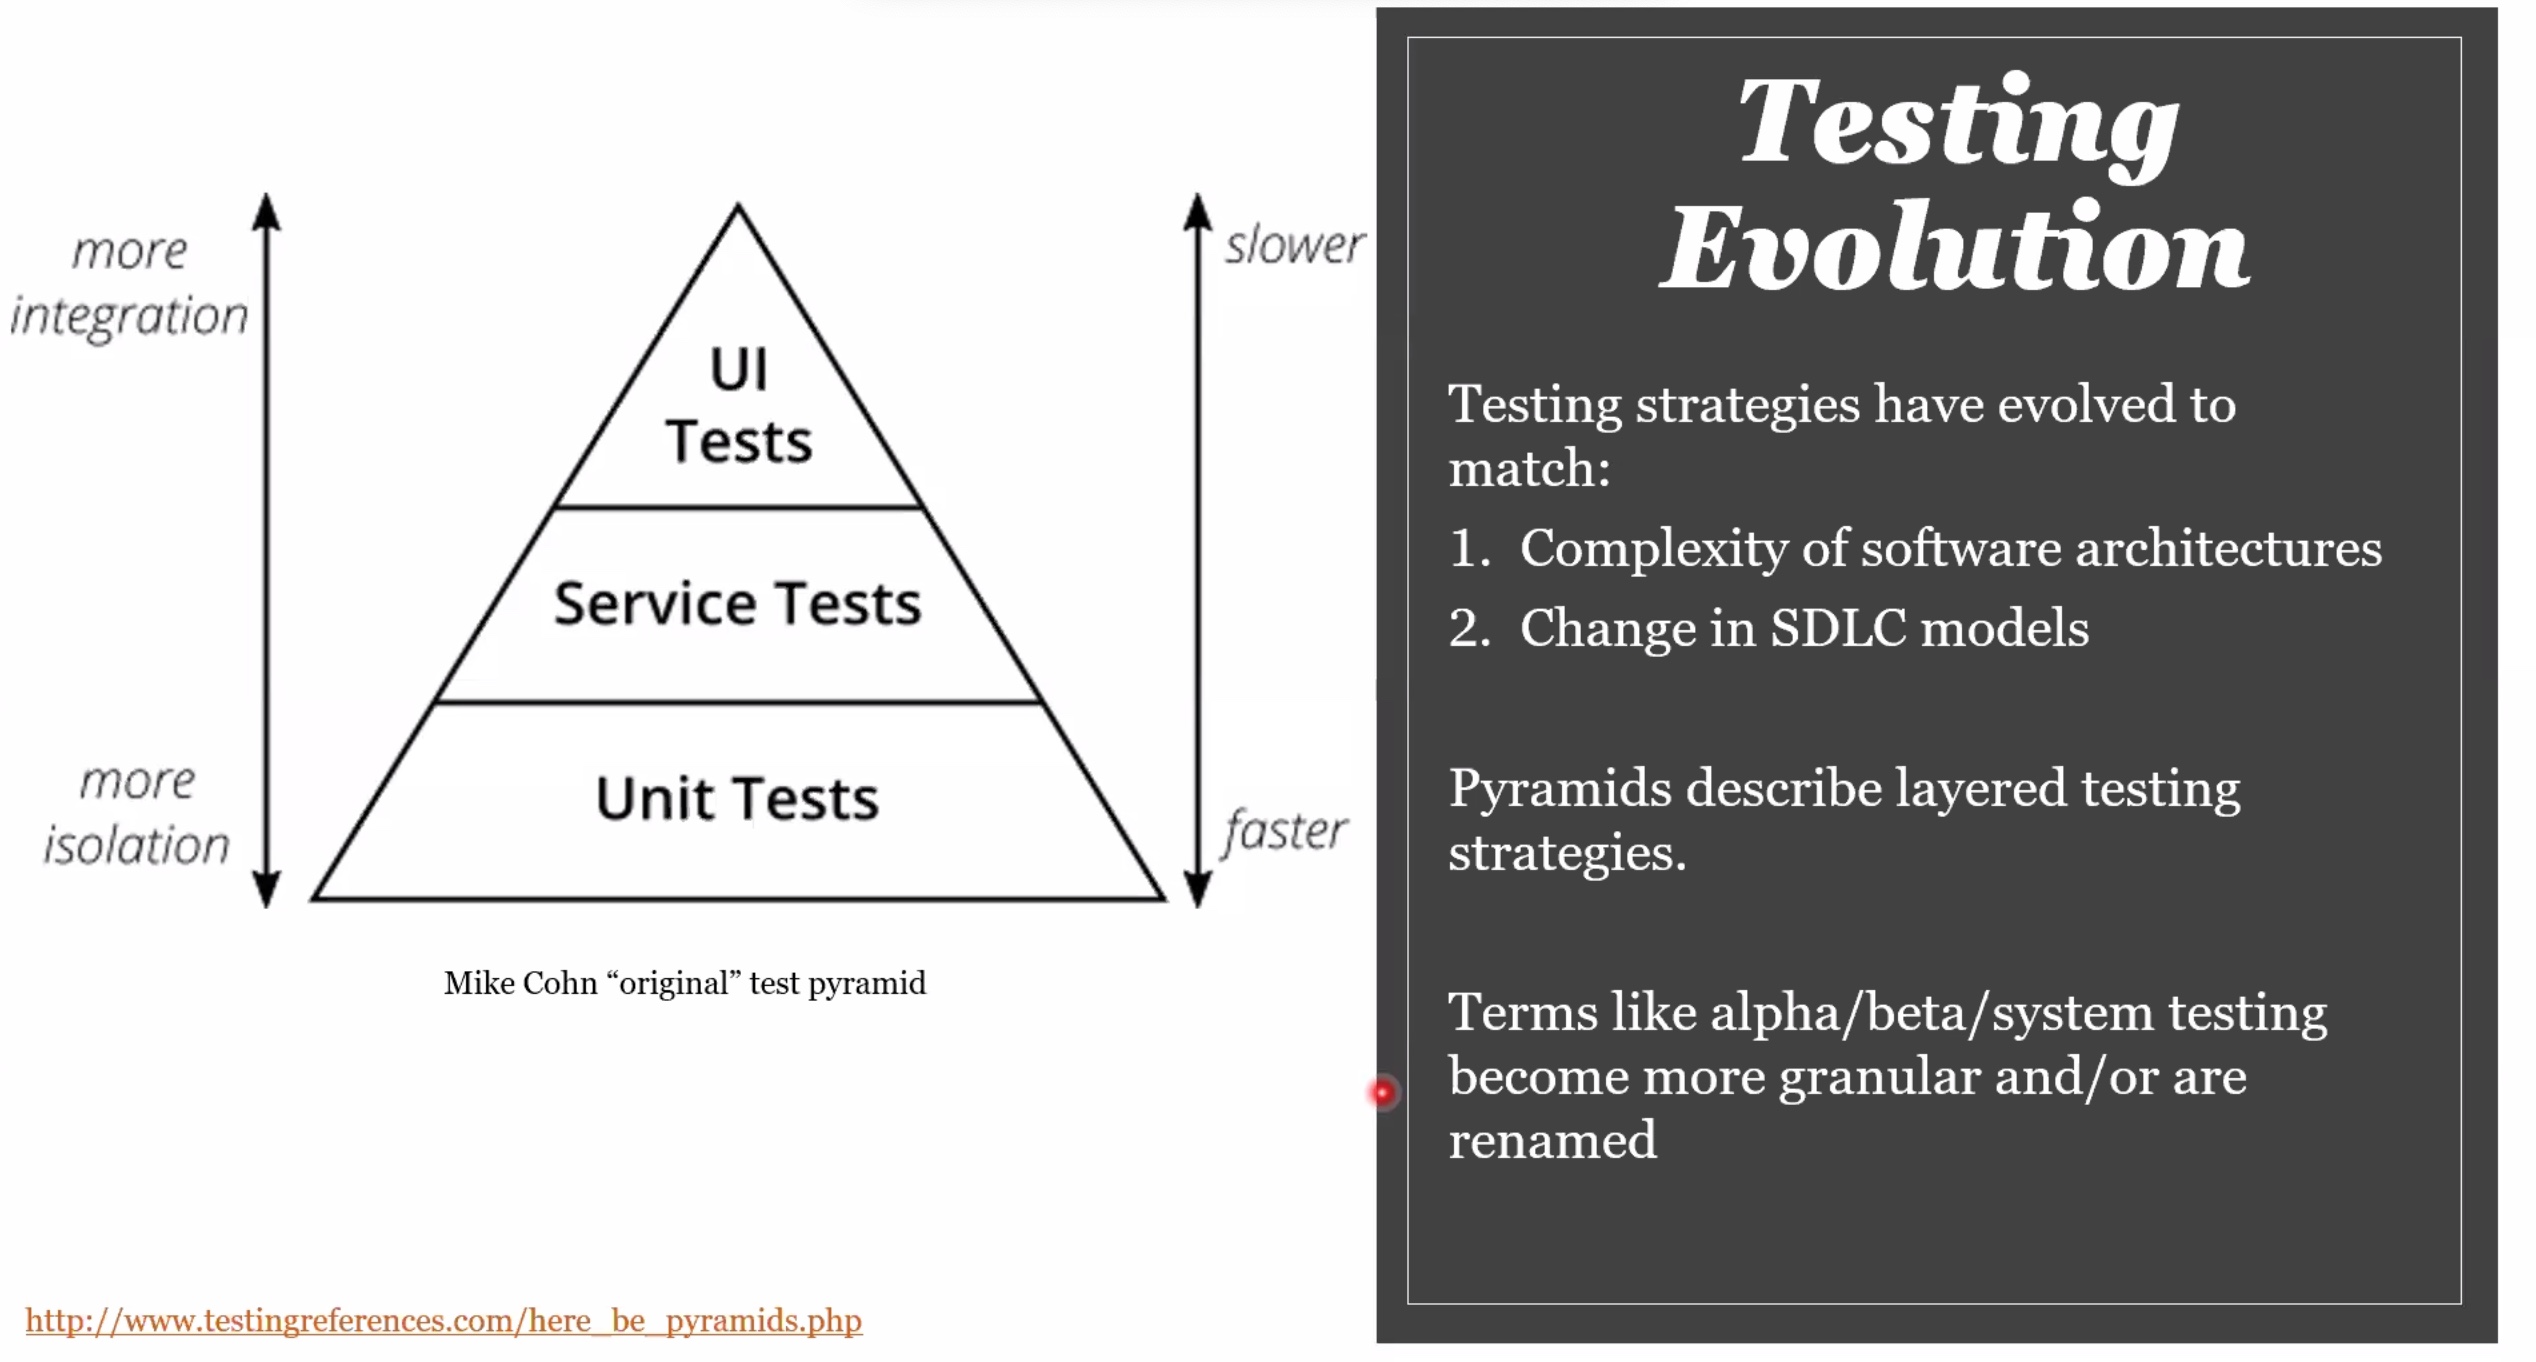 more
integration
slower
UI
Tests
Service Tests
more
isolation
Unit Tests
faster
Mike Cohn “original” test pyramid
http://www.testingreferences.com/here_be_pyramids.php
Testing
Evolution
Testing strategies have evolved to
match:
1. Complexity of software architectures
2. Change in SDLC models
Pyramids describe layered testing
strategies.
Terms like alpha/beta/system testing
become more granular and/or are
renamed